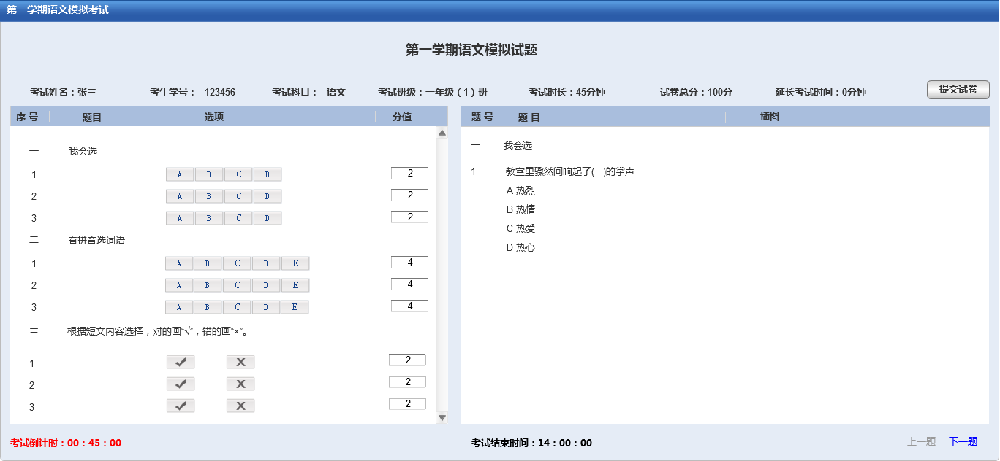 第一学期语文模拟考试
第一学期语文模拟试题
考试姓名：张三 考生学号： 123456 考试科目： 语文 考试班级：一年级（1）班 考试时长：45分钟 试卷总分：100分 延长考试时间：0分钟 提交试卷
序 号 题目 选项 分值
一 我会选
1 A B C D 2
2 A B C D 2
3 A B C D 2
二 看拼音选词语
1 A B C D E 4
2 A B C D E 4
3 A B C D E 4
三 根据短文内容选择，对的画“√”，错的画“×”。
1 ✔ X 2
2 ✔ X 2
3 ✔ X 2
题 号 题 目 插图
一 我会选
1 教室里骤然间响起了( )的掌声
A 热烈
B 热情
C 热爱
D 热心
考试倒计时：00：45：00 考试结束时间：14：00：00 上一题 下一题